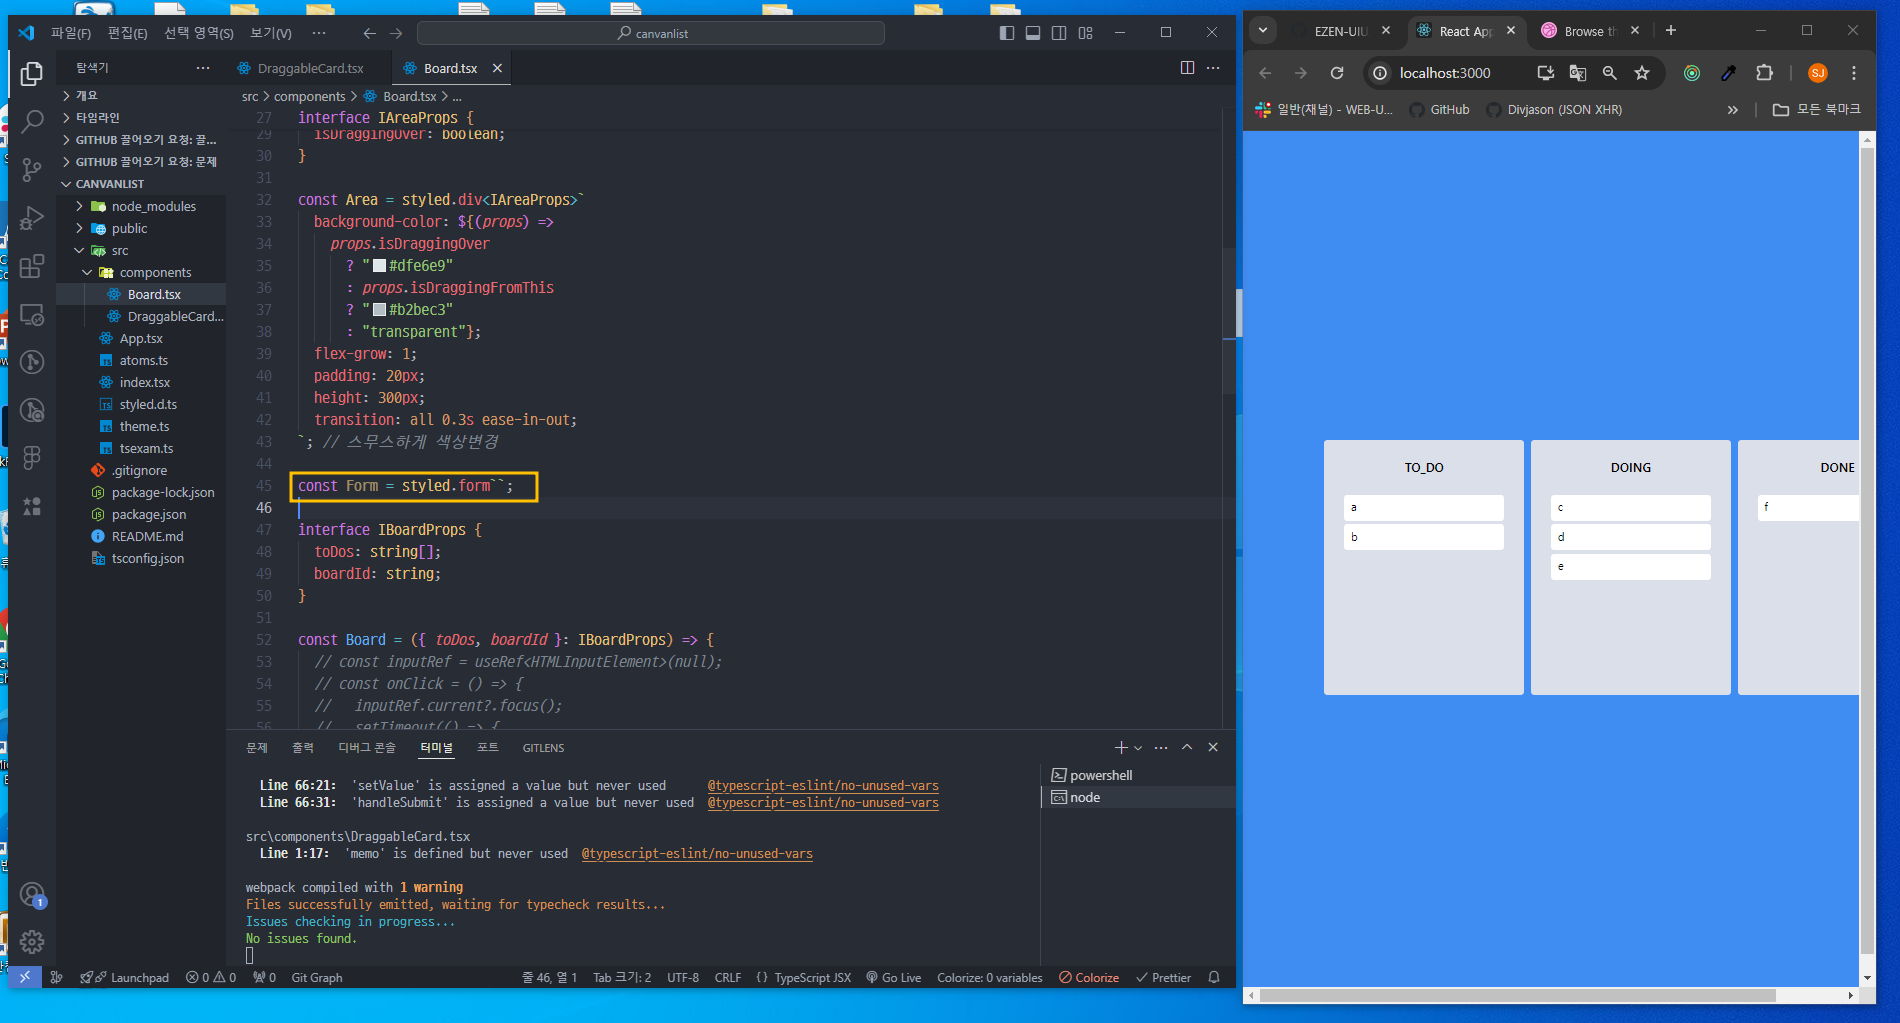 파일(F) 편집(E) 선택 영역(S) 보기(V) ··· canvanlist
탐색기
개요
타임라인
GITHUB 끌어오기 요청: 끌...
GITHUB 끌어오기 요청: 문제
CANVANLIST
node_modules
public
src
components
Board.tsx
DraggableCard...
App.tsx
atoms.ts
index.tsx
styled.d.ts
theme.ts
tsexam.ts
.gitignore
package-lock.json
package.json
README.md
tsconfig.json
DraggableCard.tsx Board.tsx
src > components > Board.tsx > ...
27 interface IAreaProps {
29 isDraggingOver: boolean;
30 }
31
32 const Area = styled.div<IAreaProps>`
33 background-color: ${(props) =>
34 props.isDraggingOver
35 ? "#dfe6e9"
36 : props.isDraggingFromThis
37 ? "#b2bec3"
38 : "transparent"};
39 flex-grow: 1;
40 padding: 20px;
41 height: 300px;
42 transition: all 0.3s ease-in-out;
43 `; // 스무스하게 색상변경
44
45 const Form = styled.form``;
46
47 interface IBoardProps {
48 toDos: string[];
49 boardId: string;
50 }
51
52 const Board = ({ toDos, boardId }: IBoardProps) => {
53 // const inputRef = useRef<HTMLInputElement>(null);
54 // const onClick = () => {
55 // inputRef.current?.focus();
56 // setTimeout(() => {
문제 출력 디버그 콘솔 터미널 포트 GITLENS
Line 66:21: 'setValue' is assigned a value but never used @typescript-eslint/no-unused-vars
Line 66:31: 'handleSubmit' is assigned a value but never used @typescript-eslint/no-unused-vars
src\components\DraggableCard.tsx
Line 1:17: 'memo' is defined but never used @typescript-eslint/no-unused-vars
webpack compiled with 1 warning
Files successfully emitted, waiting for typecheck results...
Issues checking in progress...
No issues found.
powershell
node
1
Launchpad 0 0 0 Git Graph 줄 46, 열 1 Tab 크기: 2 UTF-8 CRLF {} TypeScript JSX Go Live Colorize: 0 variables Colorize Prettier
EZEN-UIU React App Browse th
localhost:3000 SJ
일반(채널) - WEB-U... GitHub Divjason (JSON XHR) » 모든 북마크
TO_DO
a
b
DOING
c
d
e
DONE
f